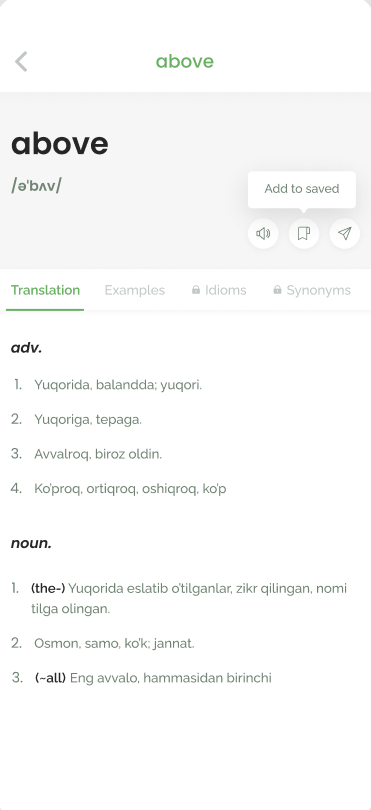 above
above
/ə'bʌv/
Add to saved
Translation Examples Idioms Synonyms
adv.
1. Yuqorida, balandda; yuqori.
2. Yuqoriga, tepaga.
3. Avvalroq, biroz oldin.
4. Ko'proq, ortiqroq, oshiqroq, ko'p
noun.
1. (the-) Yuqorida eslatib o'tilganlar, zikr qilingan, nomi
tilga olingan.
2. Osmon, samo, ko'k; jannat.
3. (~all) Eng avvalo, hammasidan birinchi